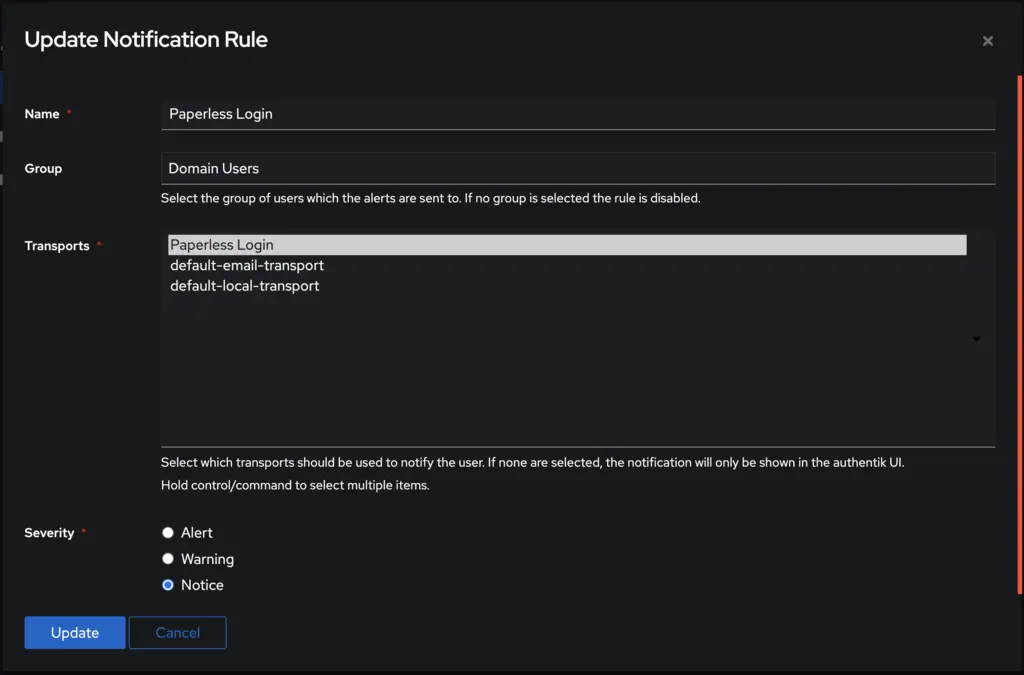 Update Notification Rule
Name *
Paperless Login
Group
Domain Users
Select the group of users which the alerts are sent to. If no group is selected the rule is disabled.
Transports *
Paperless Login
default-email-transport
default-local-transport
Select which transports should be used to notify the user. If none are selected, the notification will only be shown in the authentik UI.
Hold control/command to select multiple items.
Severity *
Alert
Warning
Notice
Update
Cancel